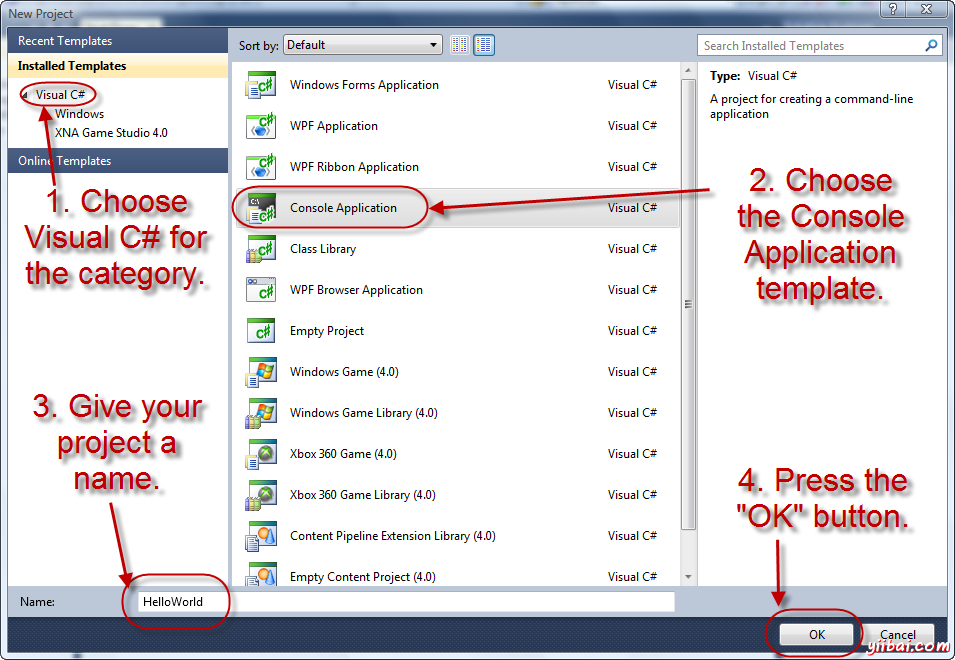 New Project
Recent Templates
Installed Templates
Visual C#
Windows
XNA Game Studio 4.0
Online Templates
1. Choose
Visual C# for
the category.
3. Give your
project a
name.
Sort by: Default
Search Installed Templates
Windows Forms Application Visual C#
WPF Application Visual C#
WPF Ribbon Application Visual C#
Console Application Visual C#
Class Library Visual C#
WPF Browser Application Visual C#
Empty Project Visual C#
Windows Game (4.0) Visual C#
Windows Game Library (4.0) Visual C#
Xbox 360 Game (4.0) Visual C#
Xbox 360 Game Library (4.0) Visual C#
Content Pipeline Extension Library (4.0) Visual C#
Empty Content Project (4.0) Visual C#
Type: Visual C#
A project for creating a command-line
application
2. Choose
the Console
Application
template.
4. Press the
"OK" button.
Name: HelloWorld
OK Cancel
yiibai.com